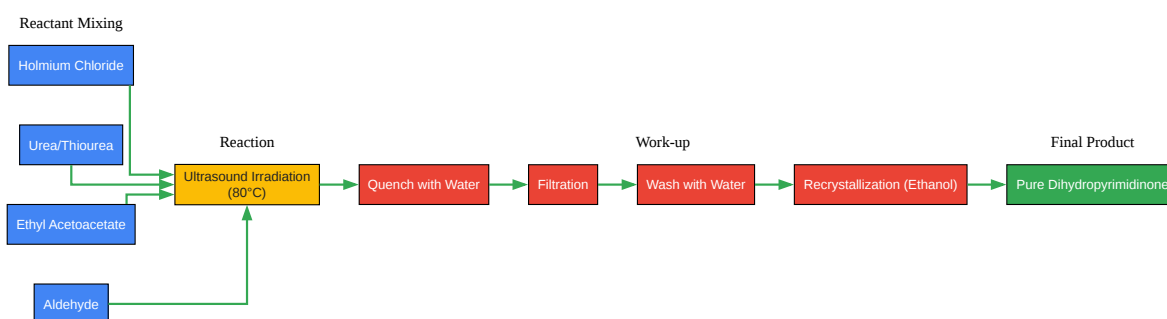 Reactant Mixing
Holmium Chloride
Urea/Thiourea
Ethyl Acetoacetate
Aldehyde
Reaction
Ultrasound Irradiation
(80°C)
Work-up
Quench with Water
Filtration
Wash with Water
Recrystallization (Ethanol)
Final Product
Pure Dihydropyrimidinone